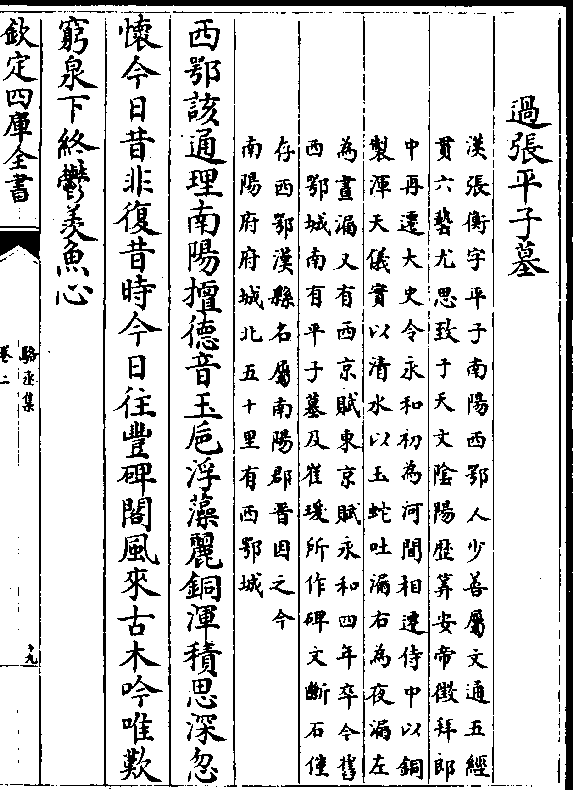 過張平子墓
漢張衡字平子南陽西鄂人少善屬文通五經
貫六藝尤思致于天文陰陽歴算安帝徵拜郎
中再遷大史令永和初為河間相遷侍中以銅
製渾天儀實以清水以玉蛇吐漏右為夜漏左
為晝漏又有西京賦東京賦永和四年卒今舊
西鄂城南有平子墓及崔瑗所作碑文斷石僅
存西鄂漢縣名屬南陽郡晉因之今
南陽府府城北五十里有西鄂城
西鄂該通理南陽擅德音玉巵浮藻麗銅渾積思深忽
懷今日昔非復昔時今日往豐碑闇風來古木吟唯歎
窮泉下終鬱羡魚心
欽定四庫全書
駱丞集
卷二
九